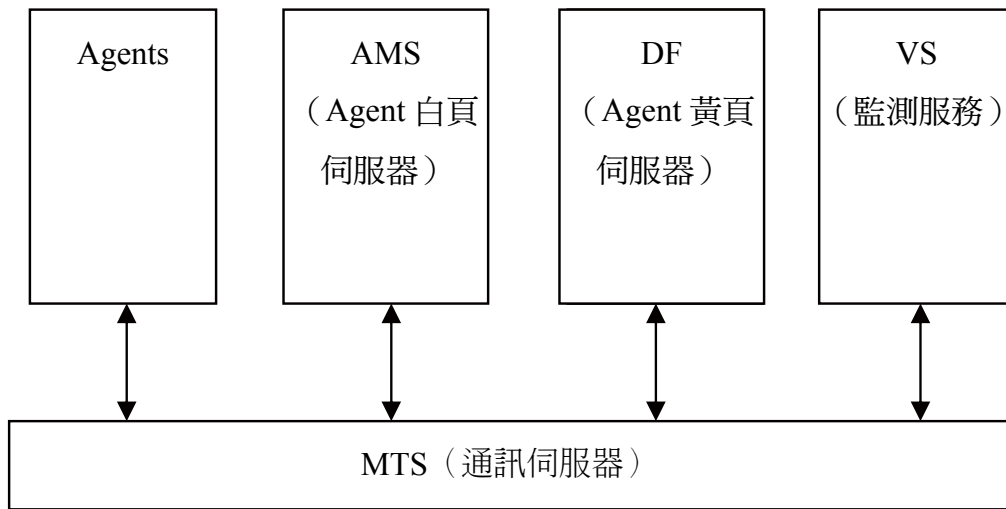 Agents
AMS
（Agent 白頁
伺服器）
DF
（Agent 黃頁
伺服器）
VS
（監測服務）
MTS（通訊伺服器）